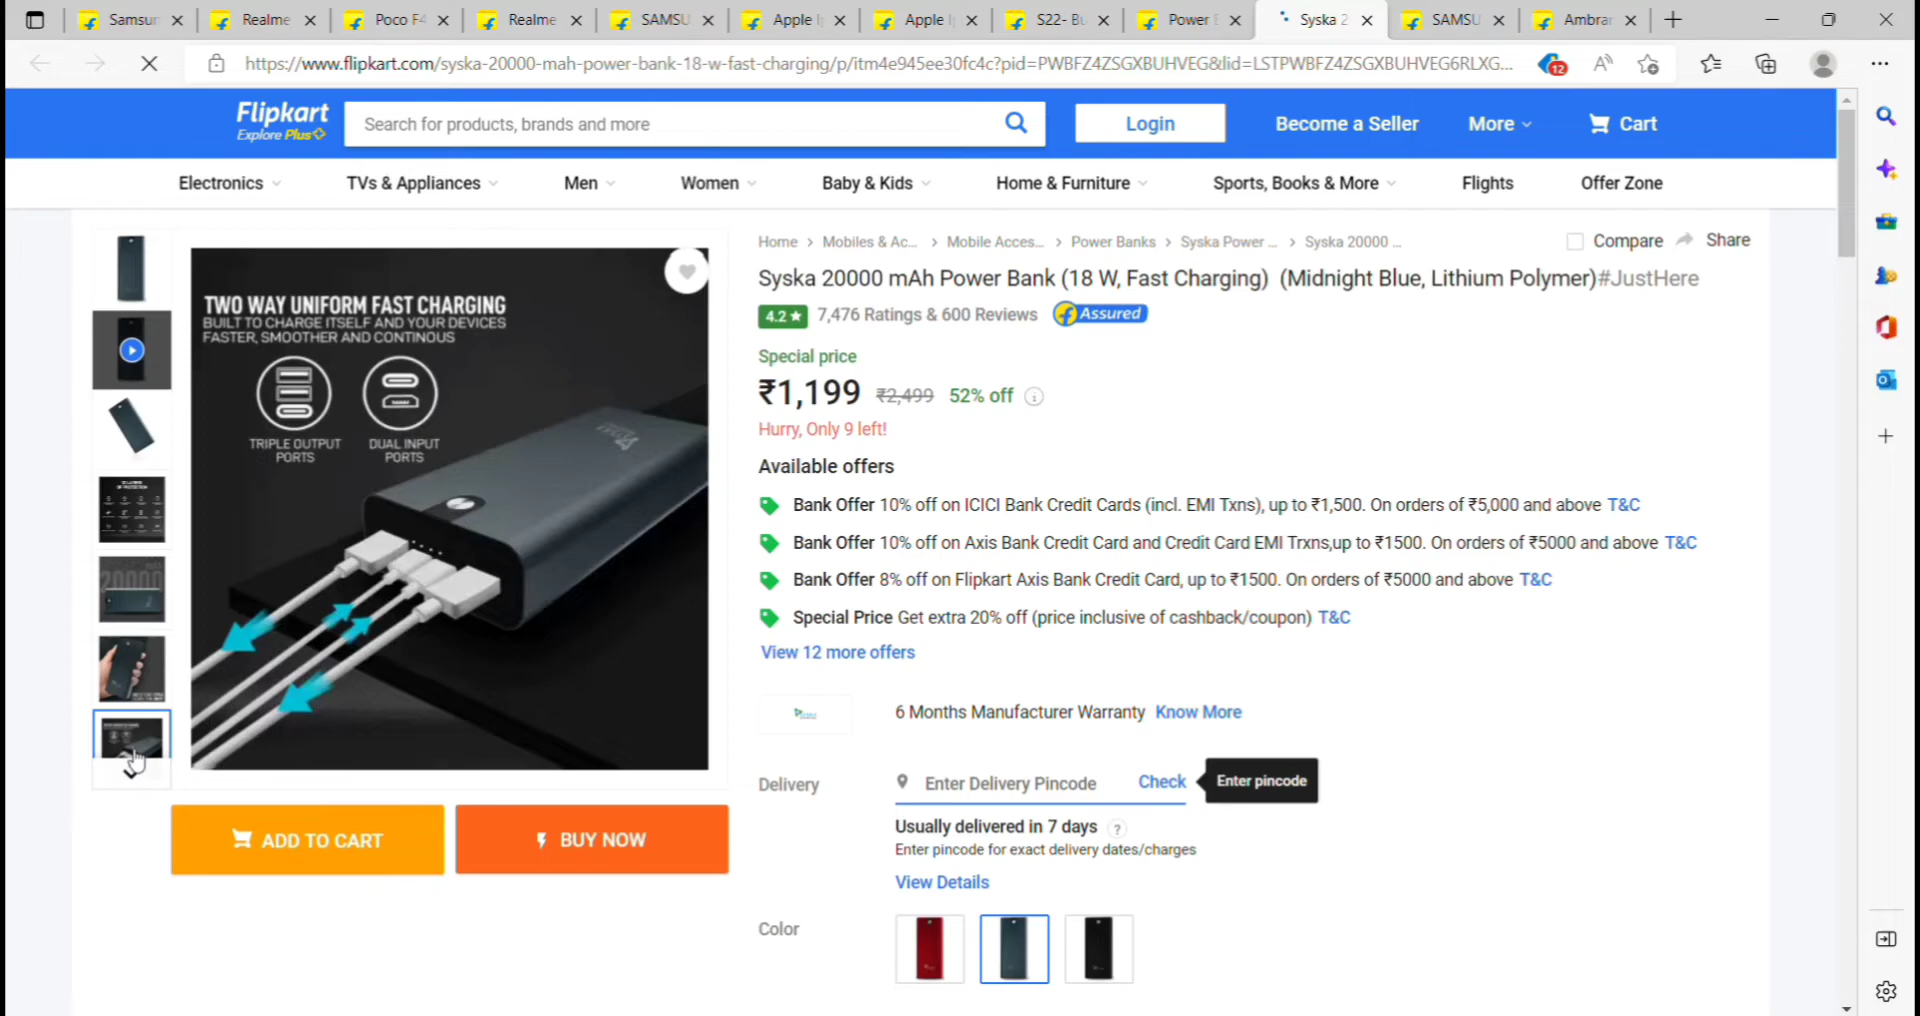 Samsun
Realme
Poco F4
Realme
SAMSU
Apple
Apple
S22- Bu
Power
Syska 2
SAMSU
Ambra
https://www.flipkart.com/syska-20000-mah-power-bank-18-w-fast-charging/p/itm4e945ee30fc4c?pid=PWBFZ4ZSGXBUHVEG&lid=LSTPWBFZ4ZSGXBUHVEG6RLXG...
12
Flipkart
Explore Plus
Search for products, brands and more
Login
Become a Seller
More
Cart
Electronics
TVs & Appliances
Men
Women
Baby & Kids
Home & Furniture
Sports, Books & More
Flights
Offer Zone
Home > Mobiles & Ac... > Mobile Acces... > Power Banks > Syska Power ... > Syska 20000 ...
Compare
Share
Syska 20000 mAh Power Bank (18 W, Fast Charging) (Midnight Blue, Lithium Polymer)#JustHere
4.2★ 7,476 Ratings & 600 Reviews Assured
Special price
₹1,199 ₹2,499 52% off
Hurry, Only 9 left!
Available offers
Bank Offer 10% off on ICICI Bank Credit Cards (incl. EMI Txns), up to ₹1,500. On orders of ₹5,000 and above T&C
Bank Offer 10% off on Axis Bank Credit Card and Credit Card EMI Trxns,up to ₹1500. On orders of ₹5000 and above T&C
Bank Offer 8% off on Flipkart Axis Bank Credit Card, up to ₹1500. On orders of ₹5000 and above T&C
Special Price Get extra 20% off (price inclusive of cashback/coupon) T&C
View 12 more offers
6 Months Manufacturer Warranty Know More
Delivery
Enter Delivery Pincode
Check
Enter pincode
Usually delivered in 7 days ?
Enter pincode for exact delivery dates/charges
View Details
Color
TWO WAY UNIFORM FAST CHARGING
BUILT TO CHARGE ITSELF AND YOUR DEVICES
FASTER, SMOOTHER AND CONTINOUS
TRIPLE OUTPUT
PORTS
DUAL INPUT
PORTS
20000
ADD TO CART
BUY NOW